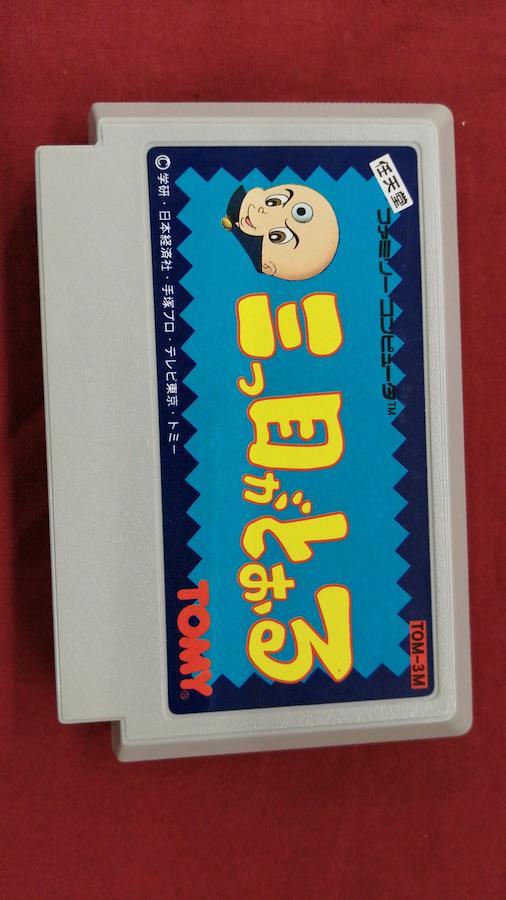 任天堂
ファミリーコンピュータ™
TOM-3M
三つ目がとおる
TOMY®
©学研・日本経済社・手塚プロ・テレビ東京・トミー